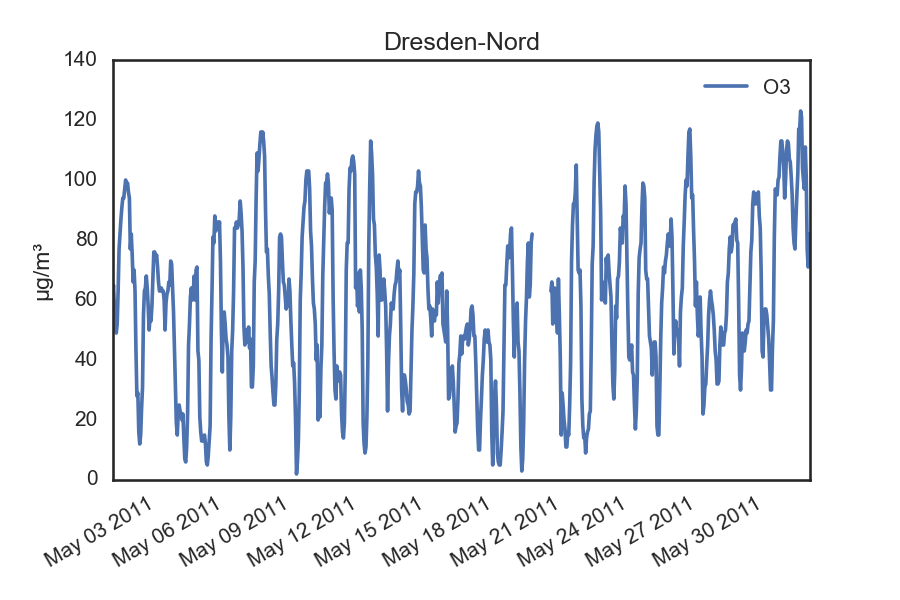 Dresden-Nord
O3
µg/m³
140
120
100
80
60
40
20
0
May 03 2011
May 06 2011
May 09 2011
May 12 2011
May 15 2011
May 18 2011
May 21 2011
May 24 2011
May 27 2011
May 30 2011